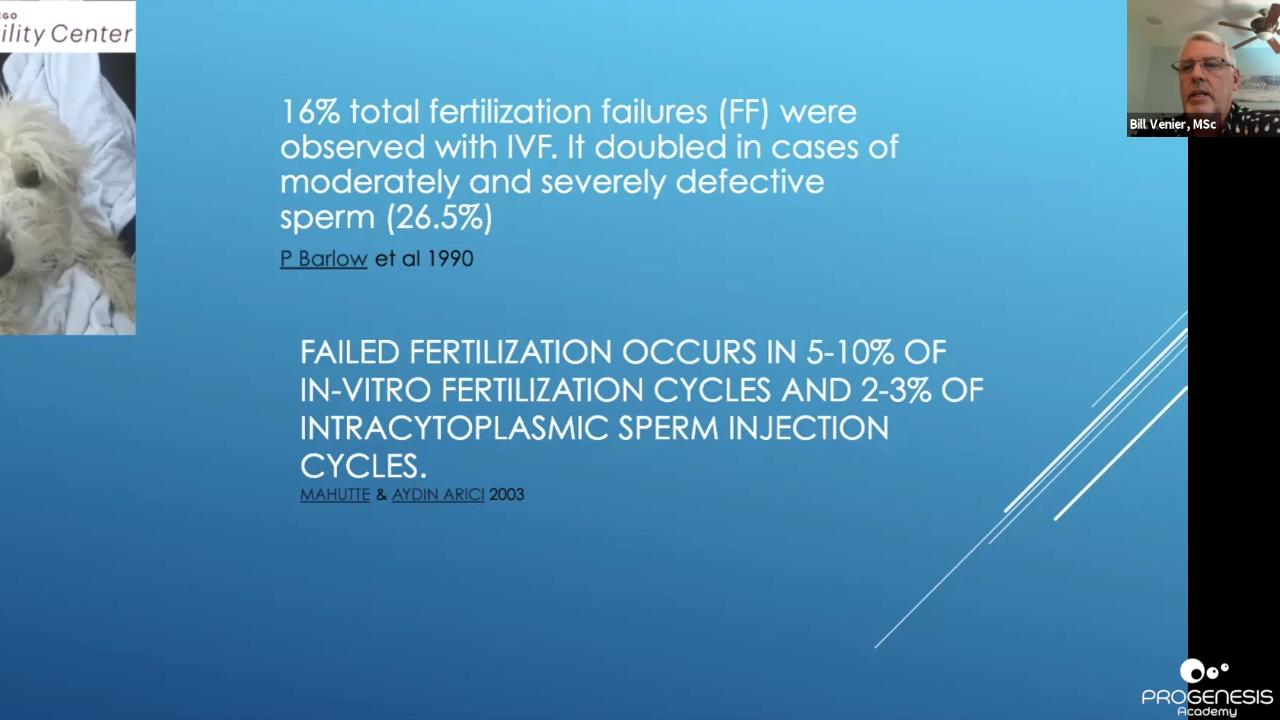 EGO
ility Center
16% total fertilization failures (FF) were
observed with IVF. It doubled in cases of
moderately and severely defective
sperm (26.5%)
P Barlow et al 1990
FAILED FERTILIZATION OCCURS IN 5-10% OF
IN-VITRO FERTILIZATION CYCLES AND 2-3% OF
INTRACYTOPLASMIC SPERM INJECTION
CYCLES.
MAHUTTE & AYDIN ARICI 2003
Bill Venier, MSc
PROGENESIS
Academy